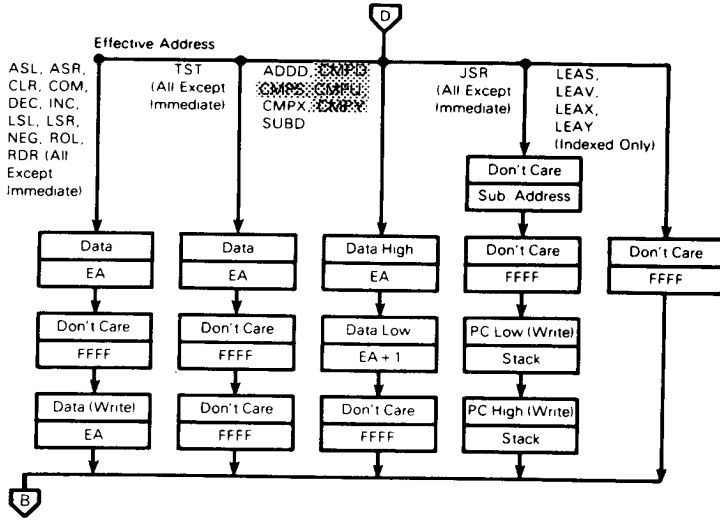 D
Effective Address
ASL, ASR,
CLR, COM,
DEC, INC,
LSL, LSR,
NEG, ROL,
RDR (All
Except
Immediate)
TST
(All Except
Immediate)
ADDD, CMPD
CMPS, CMPU,
CMPX, CMPY
SUBD
JSR
(All Except
Immediate)
LEAS,
LEAV,
LEAX,
LEAY
(Indexed Only)
Data
EA
Don't Care
FFFF
Data (Write)
EA
Data
EA
Don't Care
FFFF
Don't Care
FFFF
Data High
EA
Data Low
EA + 1
Don't Care
FFFF
Don't Care
Sub. Address
Don't Care
FFFF
PC Low (Write)
Stack
PC High (Write)
Stack
Don't Care
FFFF
B